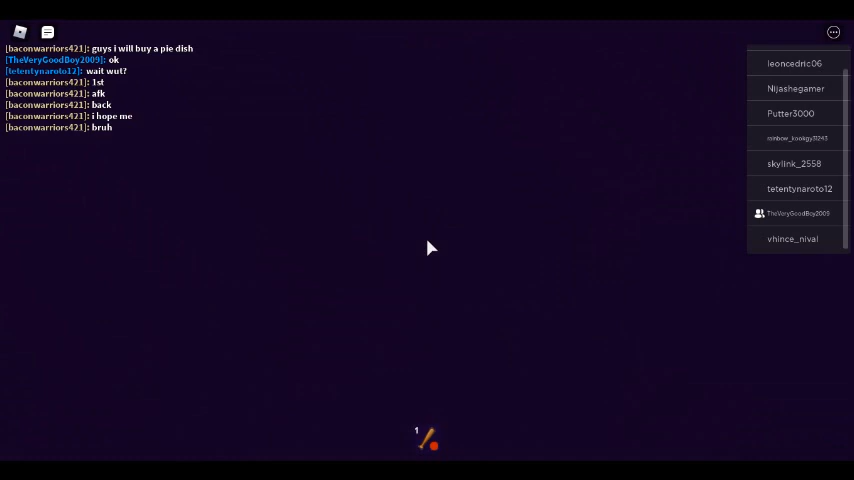 [baconwarriors421]: guys i will buy a pie dish
[TheVeryGoodBoy2009]: ok
[tetentynaroto12]: wait wut?
[baconwarriors421]: 1st
[baconwarriors421]: afk
[baconwarriors421]: back
[baconwarriors421]: i hope me
[baconwarriors421]: bruh
leoncedric06
Nijashegamer
Putter3000
rainbow_kookgy31243
skylink_2558
tetentynaroto12
TheVeryGoodBoy2009
vhince_nival
1